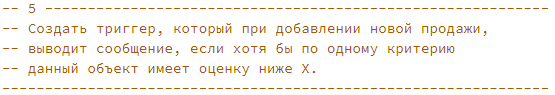 -- 5 -----------------------------------------------------------
-- Создать триггер, который при добавлении новой продажи,
-- выводит сообщение, если хотя бы по одному критерию
-- данный объект имеет оценку ниже X.
-----------------------------------------------------------------